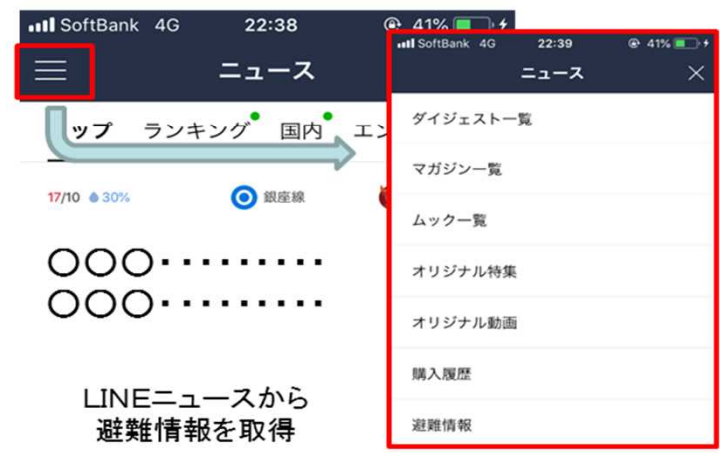 SoftBank 4G 22:38 41%
ニュース
ップ ランキング 国内 エン
17/10 30% 銀座線
〇〇〇・・・・・・・・・
〇〇〇・・・・・・・・・
LINEニュースから
避難情報を取得
SoftBank 4G 22:39 41%
ニュース ×
ダイジェスト一覧
マガジン一覧
ムック一覧
オリジナル特集
オリジナル動画
購入履歴
避難情報